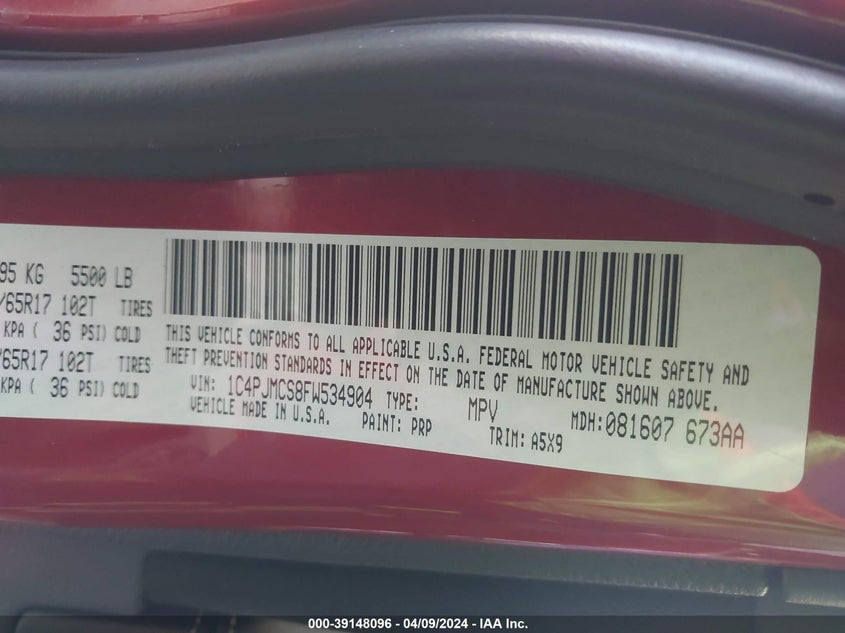 95 KG 5500 LB
/65R17 102T TIRES
KPA ( 36 PSI) COLD
/65R17 102T TIRES
KPA ( 36 PSI) COLD
THIS VEHICLE CONFORMS TO ALL APPLICABLE U.S.A. FEDERAL MOTOR VEHICLE SAFETY AND
THEFT PREVENTION STANDARDS IN EFFECT ON THE DATE OF MANUFACTURE SHOWN ABOVE.
VIN: 1C4PJMCS8FW534904 TYPE: MPV MDH: 081607 673AA
VEHICLE MADE IN U.S.A. PAINT: PRP TRIM: A5X9
000-39148096 - 04/09/2024 - IAA Inc.